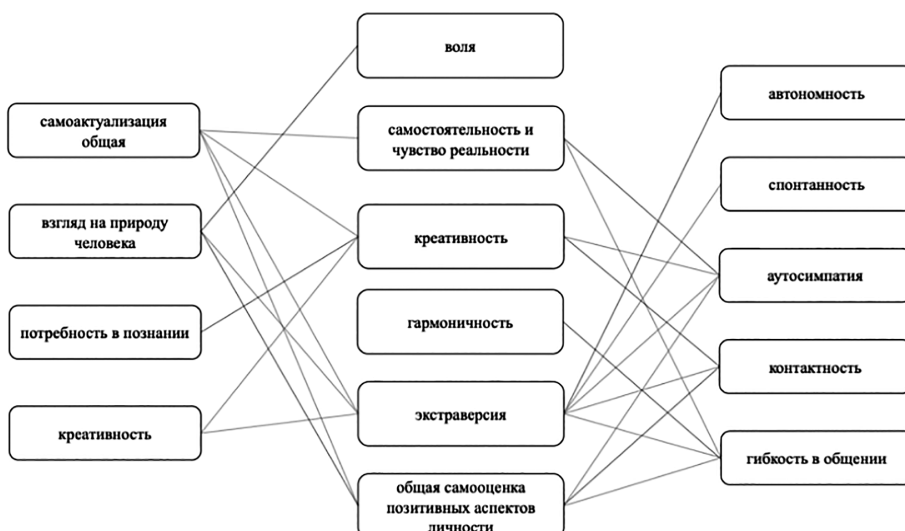 воля
самоактуализация
общая
самостоятельность и
чувство реальности
автономность
взгляд на природу
человека
креативность
спонтанность
потребность в познании
гармоничность
аутосимпатия
креативность
экстраверсия
контактность
общая самооценка
позитивных аспектов
личности
гибкость в общении